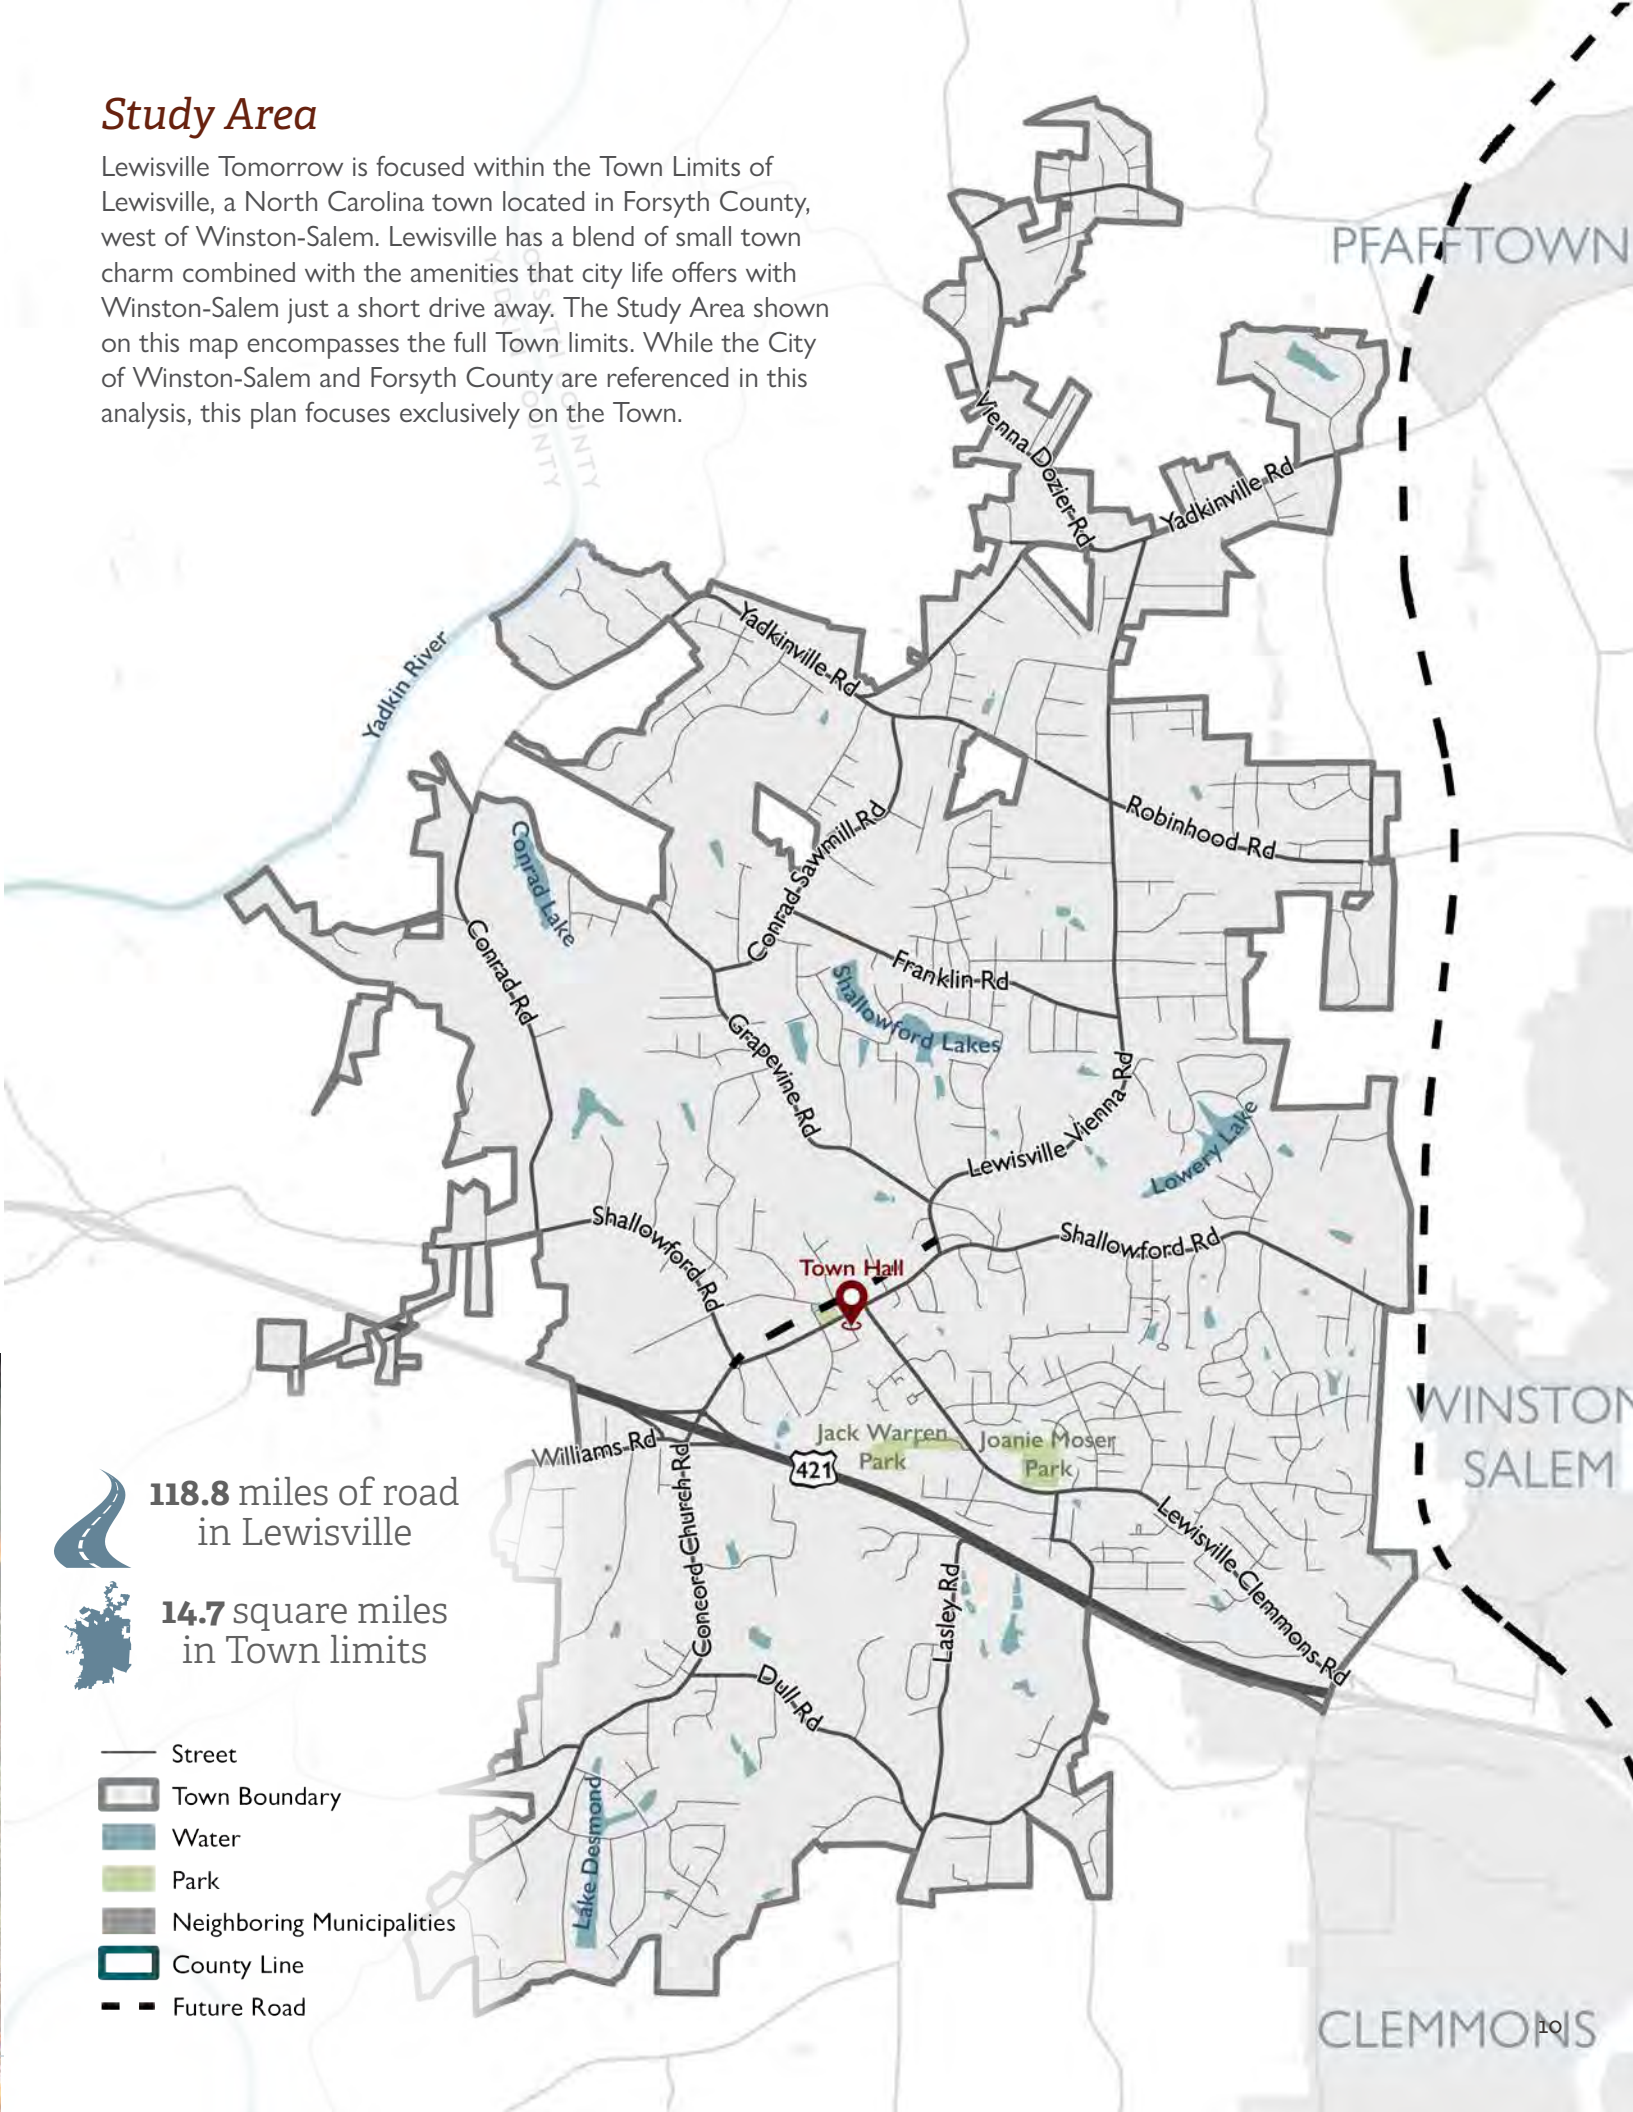 Study Area
Lewisville Tomorrow is focused within the Town Limits of
Lewisville, a North Carolina town located in Forsyth County,
west of Winston-Salem. Lewisville has a blend of small town
charm combined with the amenities that city life offers with
Winston-Salem just a short drive away. The Study Area shown
on this map encompasses the full Town limits. While the City
of Winston-Salem and Forsyth County are referenced in this
analysis, this plan focuses exclusively on the Town.
PFAFFTOWN
Vienna Dozier Rd
Yadkinville Rd
Yadkinville Rd
Yadkin River
Conrad Lake
Conrad Sawmill Rd
Robinhood Rd
Conrad Rd
Franklin Rd
Shallowford Lakes
Grapevine Rd
Lewisville Vienna Rd
Lowery Lake
Shallowford Rd
Shallowford Rd
Town Hall
WINSTON
SALEM
Jack Warren
Park
Joanie Moser
Park
421
Williams Rd
Concord Church Rd
Lewisville Clemmons Rd
Lasley Rd
Dull Rd
Lake Desmond
118.8 miles of road
in Lewisville
14.7 square miles
in Town limits
Street
Town Boundary
Water
Park
Neighboring Municipalities
County Line
Future Road
CLEMMONS
10